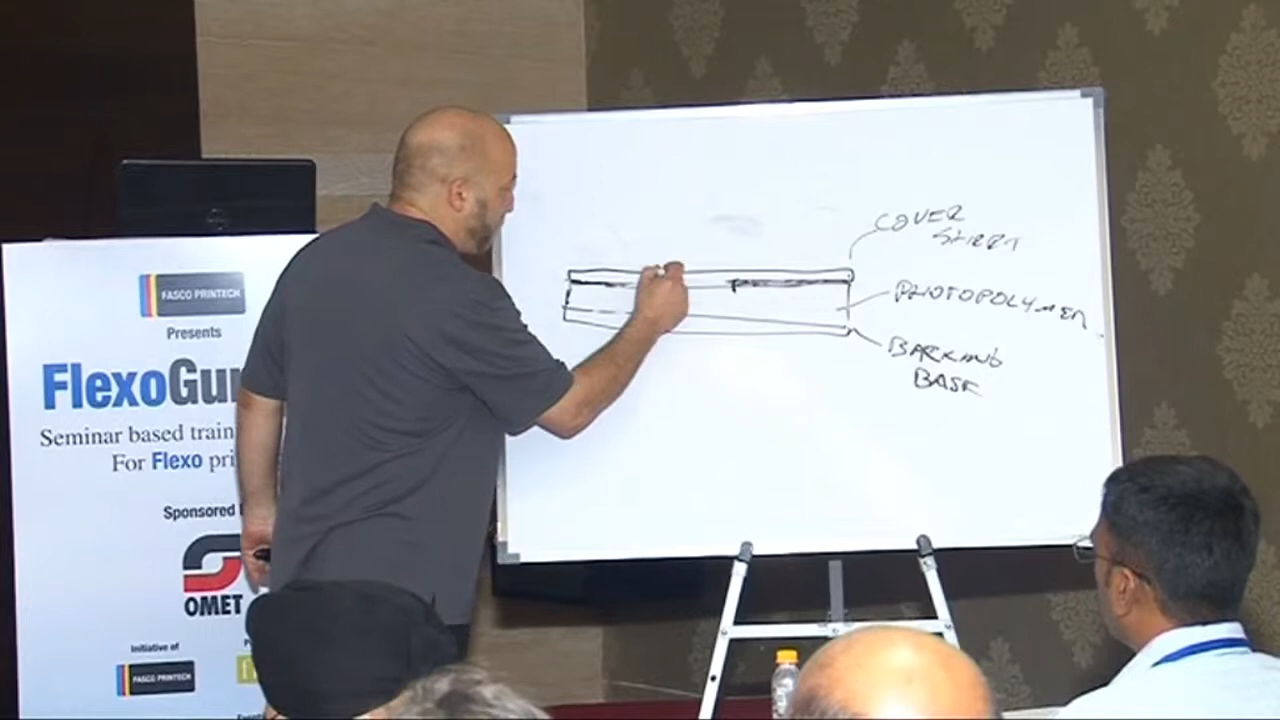 FASCO PRINTECH
Presents
FlexoGu
Seminar based train
For Flexo pri
Sponsored
OMET
Initiative of
FASCO PRINTECH
COVER
SHEET
PHOTOPOLYMER
BACKING
BASE